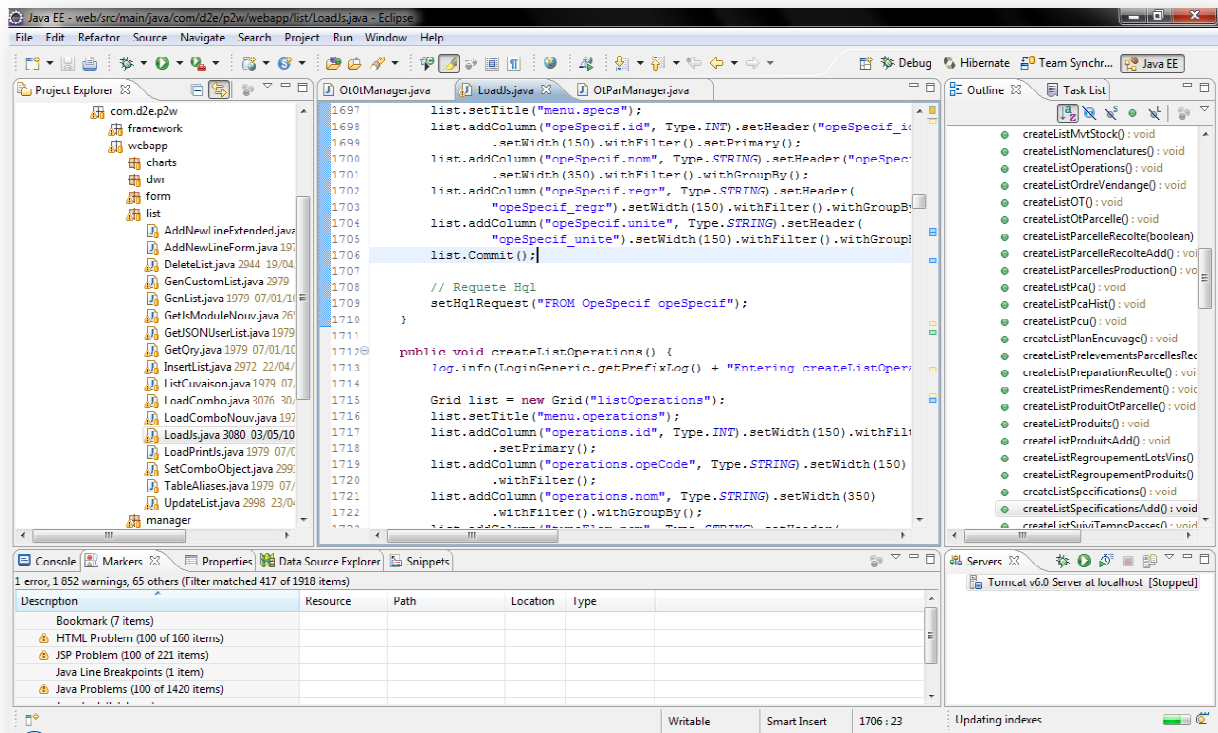 Java EE - web/src/main/java/com/d2e/p2w/webapp/list/LoadJs.java - Eclipse
File Edit Refactor Source Navigate Search Project Run Window Help
Debug Hibernate Team Synchr... Java EE
Project Explorer
com.d2e.p2w
framework
webapp
charts
dwr
form
list
AddNewLineExtended.java
AddNewLineForm.java 197
DeleteList.java 2944 19/04
GenCustomList.java 2979
GenList.java 1979 07/01/10
GetJsModuleNouv.java 26
GetJSONUserList.java 1979
GetQry.java 1979 07/01/10
InsertList.java 2972 22/04/
ListCuvaison.java 1979 07,
LoadCombo.java 3076 30/
LoadComboNouv.java 197
LoadJs.java 3080 03/05/10
LoadPrintJs.java 1979 07/0
SetComboObject.java 299
TableAliases.java 1979 07/
UpdateList.java 2998 23/0
manager
OtOtManager.java LoadJs.java OtParManager.java
1697 list.setTitle("menu.specs");
1698 list.addColumn("opeSpecif.id", Type.INT).setHeader("opeSpecif_i
1699 .setWidth(150).withFilter().setPrimary();
1700 list.addColumn("opeSpecif.nom", Type.STRING).setHeader("opeSpec
1701 .setWidth(350).withFilter().withGroupBy();
1702 list.addColumn("opeSpecif.regr", Type.STRING).setHeader(
1703 "opeSpecif_regr").setWidth(150).withFilter().withGroupBy
1704 list.addColumn("opeSpecif.unite", Type.STRING).setHeader(
1705 "opeSpecif_unite").setWidth(150).withFilter().withGroup
1706 list.Commit();
1707
1708 // Requete Hql
1709 setHqlRequest("FROM OpeSpecif opeSpecif");
1710 }
1711
1712 public void createListOperations() {
1713 log.info(LoginGeneric.getPrefixLog() + "Entering createListOper
1714
1715 Grid list = new Grid("listOperations");
1716 list.setTitle("menu.operations");
1717 list.addColumn("operations.id", Type.INT).setWidth(150).withFilt
1718 .setPrimary();
1719 list.addColumn("operations.opeCode", Type.STRING).setWidth(150)
1720 .withFilter();
1721 list.addColumn("operations.nom", Type.STRING).setWidth(350)
1722 .withFilter().withGroupBy();
Outline Task List
createListMvtStock() : void
createListNomenclatures() : void
createListOperations() : void
createListOrdreVendange() : void
createListOT() : void
createListOtParcelle() : void
createListParcelleRecolte(boolean)
createListParcelleRecolteAdd() : voi
createListParcellesProduction() : vo
createListPca() : void
createListPcaHist() : void
createListPcu() : void
createListPlanEncuvage() : void
createListPrelevementsParcellesRec
createListPreparationRecolte() : voi
createListPrimesRendement() : voic
createListProduitOtParcelle() : void
createListProduits() : void
createListProduitsAdd() : void
createListRegroupementLotsVins()
createListRegroupementProduits()
createListSpecifications() : void
createListSpecificationsAdd() : void
createListSuiviTempsPasses() : void
Console Markers Properties Data Source Explorer Snippets
1 error, 1 852 warnings, 65 others (Filter matched 417 of 1918 items)
Description Resource Path Location Type
Bookmark (7 items)
HTML Problem (100 of 160 items)
JSP Problem (100 of 221 items)
Java Line Breakpoints (1 item)
Java Problems (100 of 1420 items)
Servers
Tomcat v6.0 Server at localhost [Stopped]
Writable Smart Insert 1706 : 23 Updating indexes